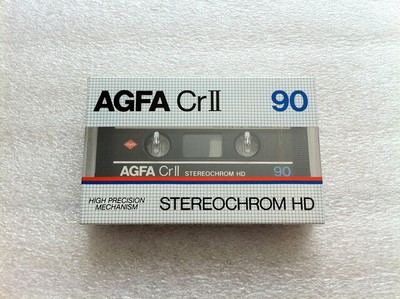 AGFA CrII 90
AGFA CrII STEREOCHROM HD 90
HIGH PRECISION
MECHANISM
STEREOCHROM HD